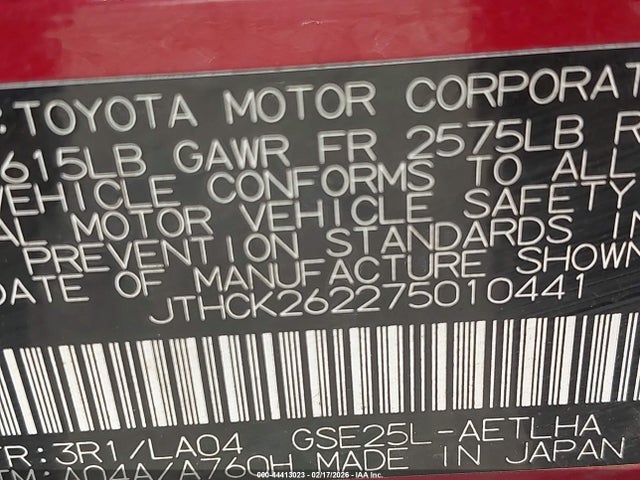 : TOYOTA MOTOR CORPORAT
615LB GAWR FR 2575LB R
VEHICLE CONFORMS TO ALL
AL MOTOR VEHICLE SAFETY
PREVENTION STANDARDS IN
DATE OF MANUFACTURE SHOWN
JTHCK262275010441
TR: 3R1/LA04 GSE25L-AETLHA
TM: A04A/A760H MADE IN JAPAN
000-44413023 - 02/17/2026 - IAA Inc.